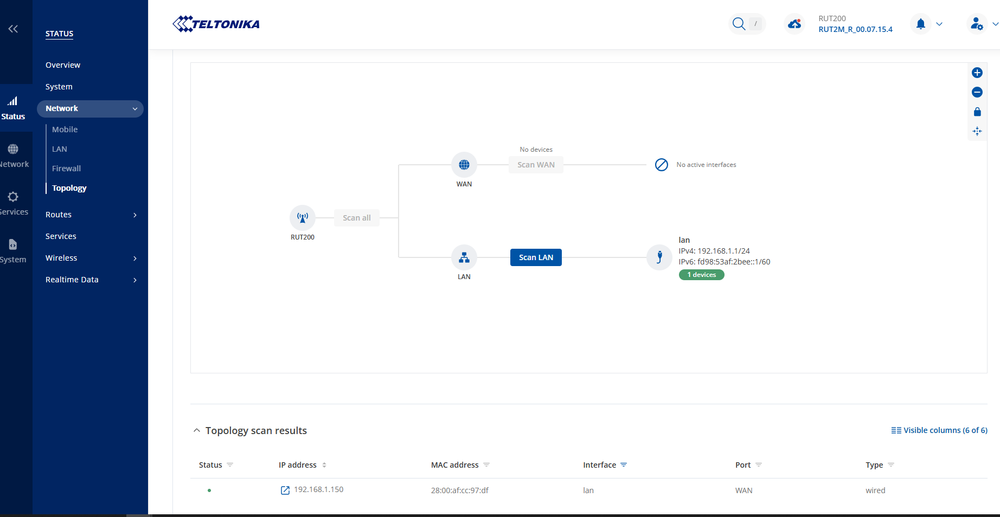 STATUS
Overview
System
Network
Mobile
LAN
Firewall
Topology
Routes
Services
Wireless
Realtime Data
Status
Network
Services
System
TELTONIKA
/
RUT200
RUT2M_R_00.07.15.4
No devices
Scan WAN
No active interfaces
WAN
Scan all
RUT200
lan
IPv4: 192.168.1.1/24
Scan LAN
IPv6: fd98:53af:2bee::1/60
LAN
1 devices
Topology scan results
Visible columns (6 of 6)
Status IP address MAC address Interface Port Type
192.168.1.150 28:00:af:cc:97:df lan WAN wired